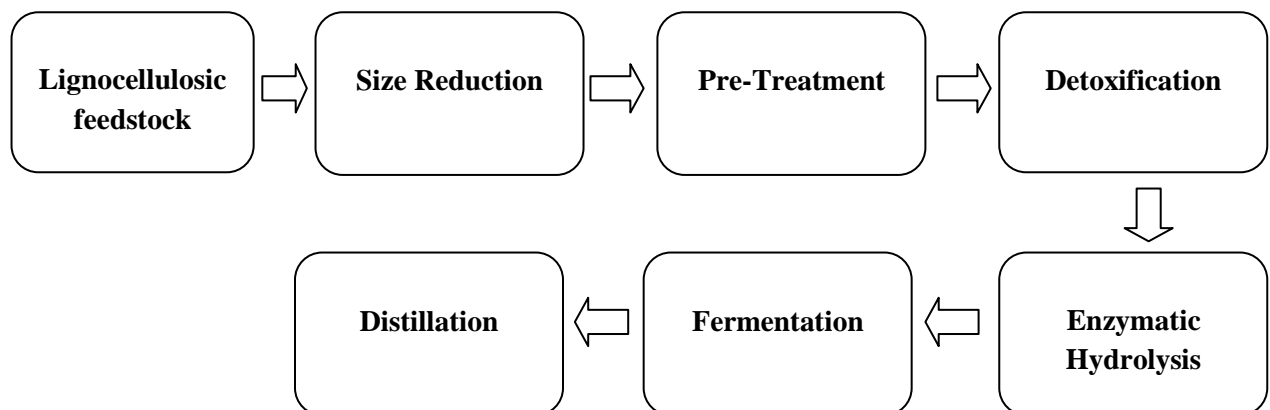 Lignocellulosic
feedstock
Size Reduction
Pre-Treatment
Detoxification
Enzymatic
Hydrolysis
Fermentation
Distillation